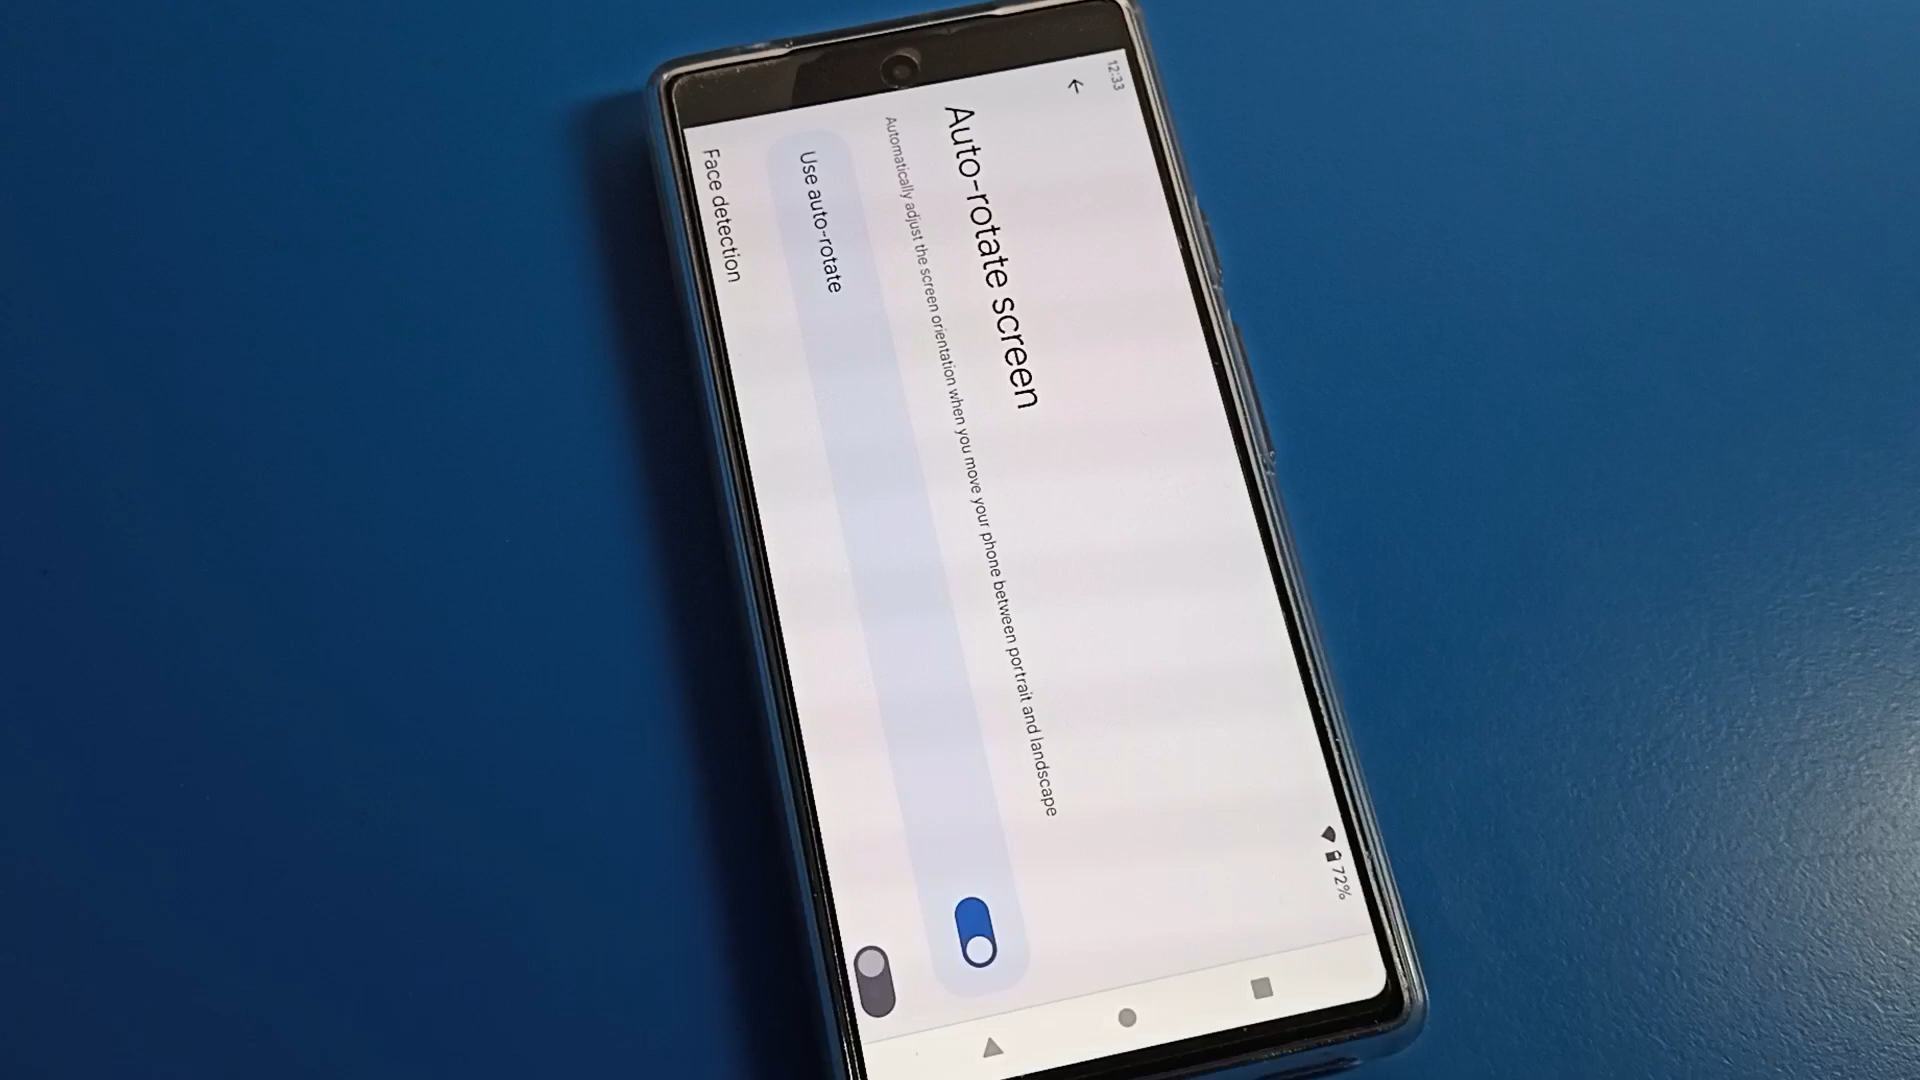 12:33
72%
Auto-rotate screen
Automatically adjust the screen orientation when you move your phone between portrait and landscape
Use auto-rotate
Face detection